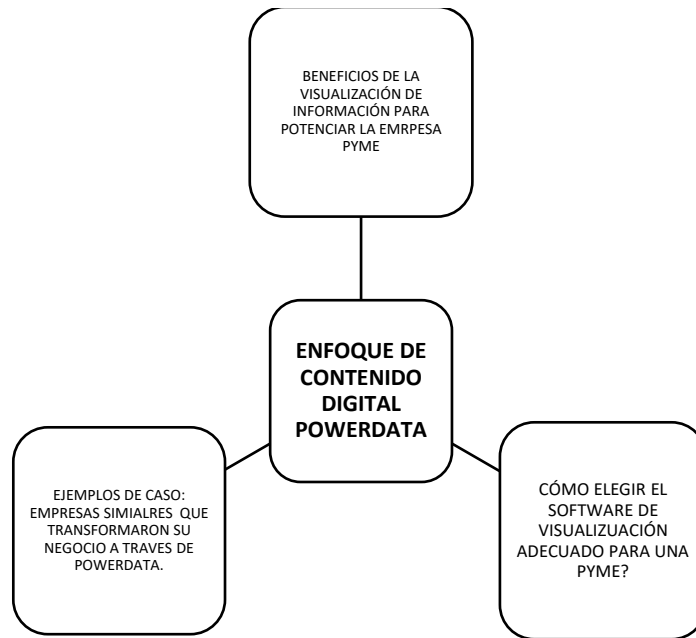 BENEFICIOS DE LA
VISUALIZACIÓN DE
INFORMACIÓN PARA
POTENCIAR LA EMRPESA
PYME
ENFOQUE DE
CONTENIDO
DIGITAL
POWERDATA
EJEMPLOS DE CASO:
EMPRESAS SIMIALRES QUE
TRANSFORMARON SU
NEGOCIO A TRAVES DE
POWERDATA.
CÓMO ELEGIR EL
SOFTWARE DE
VISUALIZUACIÓN
ADECUADO PARA UNA
PYME?